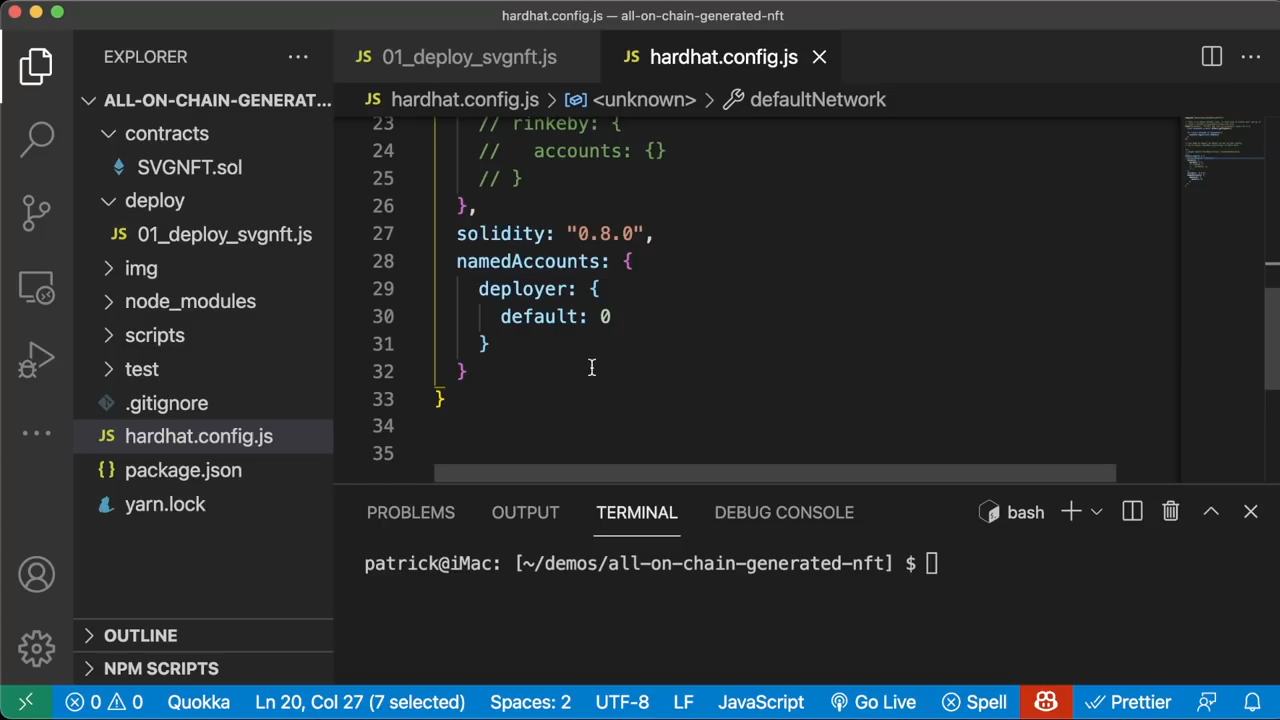 hardhat.config.js — all-on-chain-generated-nft
EXPLORER
JS 01_deploy_svgnft.js
JS hardhat.config.js
JS hardhat.config.js > <unknown> > defaultNetwork
ALL-ON-CHAIN-GENERAT...
contracts
SVGNFT.sol
deploy
JS 01_deploy_svgnft.js
img
node_modules
scripts
test
.gitignore
JS hardhat.config.js
{} package.json
yarn.lock
OUTLINE
NPM SCRIPTS
23 // rinkeby: {
24 //   accounts: {}
25 // }
26 },
27 solidity: "0.8.0",
28 namedAccounts: {
29 deployer: {
30 default: 0
31 }
32 }
33 }
34
35
PROBLEMS OUTPUT TERMINAL DEBUG CONSOLE bash
patrick@iMac: [~/demos/all-on-chain-generated-nft] $
0 0 Quokka Ln 20, Col 27 (7 selected) Spaces: 2 UTF-8 LF JavaScript Go Live Spell Prettier